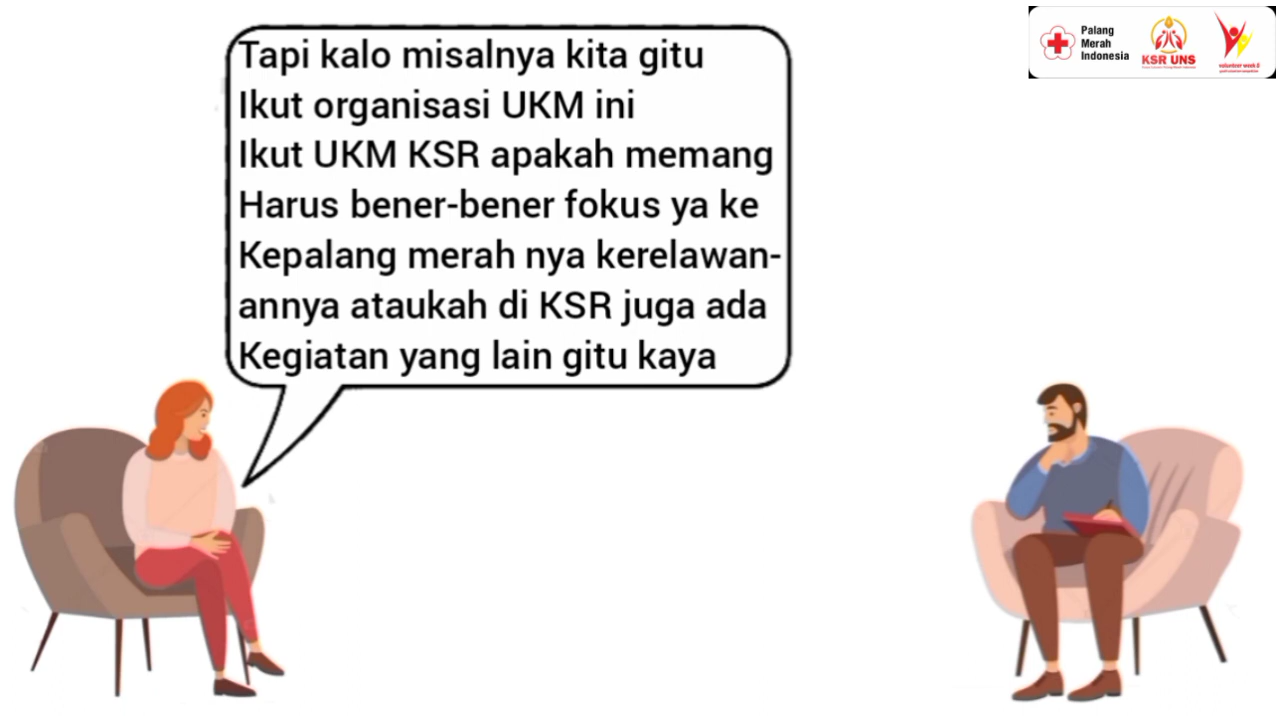 Tapi kalo misalnya kita gitu
Ikut organisasi UKM ini
Ikut UKM KSR apakah memang
Harus bener-bener fokus ya ke
Kepalang merah nya kerelawan-
annya ataukah di KSR juga ada
Kegiatan yang lain gitu kaya
Palang
Merah
Indonesia
KSR UNS